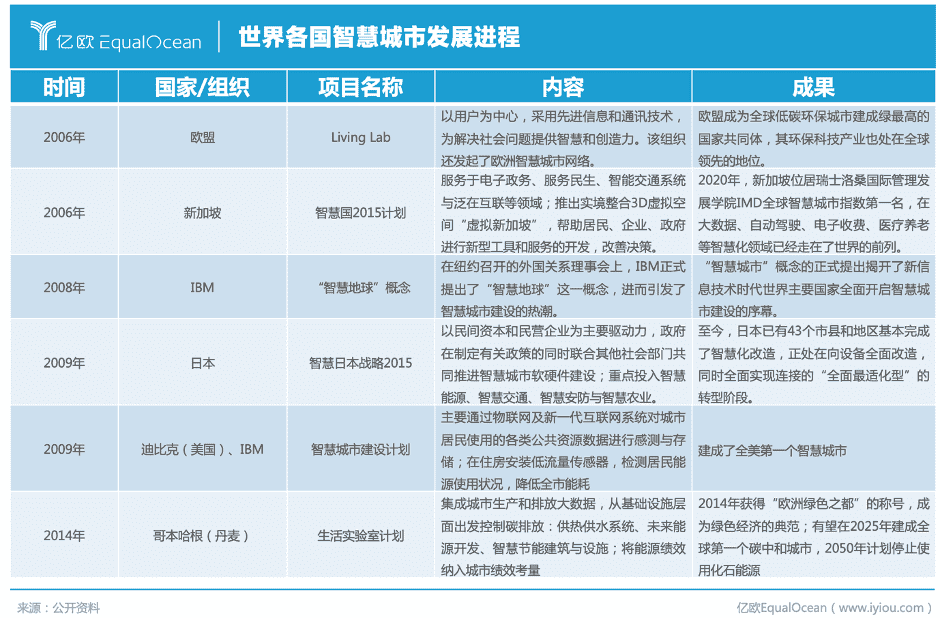 亿欧 EqualOcean
世界各国智慧城市发展进程
时间 国家/组织 项目名称 内容 成果
2006年
欧盟
Living Lab
以用户为中心，采用先进信息和通讯技术，
为解决社会问题提供智慧和创造力。该组织
还发起了欧洲智慧城市网络。
欧盟成为全球低碳环保城市建成绿最高的
国家共同体，其环保科技产业也处在全球
领先的地位。
2006年
新加坡
智慧国2015计划
服务于电子政务、服务民生、智能交通系统
与泛在互联等领域；推出实境整合3D虚拟空
间“虚拟新加坡”，帮助居民、企业、政府
进行新型工具和服务的开发，改善决策。
2020年，新加坡位居瑞士洛桑国际管理发
展学院IMD全球智慧城市指数第一名，在
大数据、自动驾驶、电子收费、医疗养老
等智慧化领域已经走在了世界的前列。
2008年
IBM
“智慧地球”概念
在纽约召开的外国关系理事会上，IBM正式
提出了“智慧地球”这一概念，进而引发了
智慧城市建设的热潮。
“智慧城市”概念的正式提出揭开了新信
息技术时代世界主要国家全面开启智慧城
市建设的序幕。
2009年
日本
智慧日本战略2015
以民间资本和民营企业为主要驱动力，政府
在制定有关政策的同时联合其他社会部门共
同推进智慧城市软硬件建设；重点投入智慧
能源、智慧交通、智慧安防与智慧农业。
至今，日本已有43个市县和地区基本完成
了智慧化改造，正处在向设备全面改造，
同时全面实现连接的“全面最适化型”的
转型阶段。
2009年
迪比克（美国）、IBM
智慧城市建设计划
主要通过物联网及新一代互联网系统对城市
居民使用的各类公共资源数据进行感测与存
储；在住房安装低流量传感器，检测居民能
源使用状况，降低全市能耗
建成了全美第一个智慧城市
2014年
哥本哈根（丹麦）
生活实验室计划
集成城市生产和排放大数据，从基础设施层
面出发控制碳排放：供热供水系统、未来能
源开发、智慧节能建筑与设施；将能源绩效
纳入城市绩效考量
2014年获得“欧洲绿色之都”的称号，成
为绿色经济的典范；有望在2025年建成全
球第一个碳中和城市，2050年计划停止使
用化石能源
来源：公开资料
亿欧EqualOcean（www.iyiou.com）